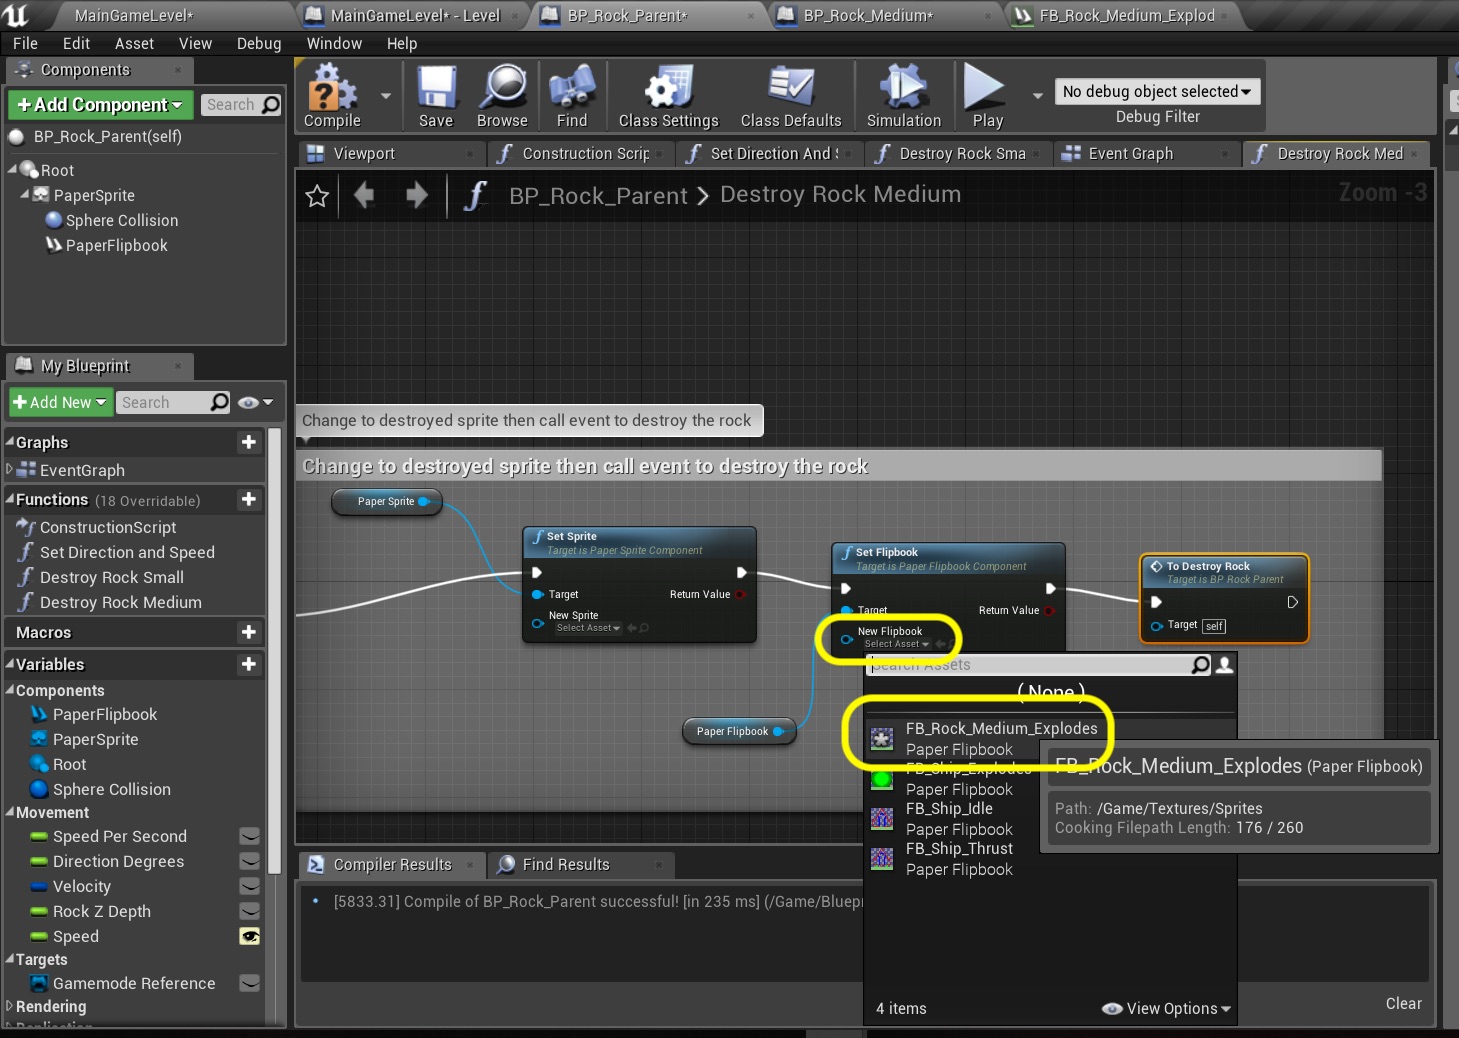 MainGameLevel*
MainGameLevel* - Level
BP_Rock_Parent*
BP_Rock_Medium*
FB_Rock_Medium_Explod
File Edit Asset View Debug Window Help
Components
+Add Component
Search
BP_Rock_Parent(self)
Root
PaperSprite
Sphere Collision
PaperFlipbook
Compile
Save
Browse
Find
Class Settings
Class Defaults
Simulation
Play
No debug object selected
Debug Filter
Viewport
Construction Scrip
Set Direction And S
Destroy Rock Sma
Event Graph
Destroy Rock Med
BP_Rock_Parent > Destroy Rock Medium
Zoom -3
My Blueprint
+Add New
Search
Graphs
EventGraph
Functions (18 Overridable)
ConstructionScript
Set Direction and Speed
Destroy Rock Small
Destroy Rock Medium
Macros
Variables
Components
PaperFlipbook
PaperSprite
Root
Sphere Collision
Movement
Speed Per Second
Direction Degrees
Velocity
Rock Z Depth
Speed
Targets
Gamemode Reference
Rendering
Replication
Change to destroyed sprite then call event to destroy the rock
Change to destroyed sprite then call event to destroy the rock
Paper Sprite
Set Sprite
Target is Paper Sprite Component
Target
Return Value
New Sprite
Select Asset
Set Flipbook
Target is Paper Flipbook Component
Target
Return Value
New Flipbook
Select Asset
To Destroy Rock
Target is BP Rock Parent
Target self
Paper Flipbook
Search Assets
( None )
FB_Rock_Medium_Explodes
Paper Flipbook
FB_Ship_Explodes
Paper Flipbook
FB_Ship_Idle
Paper Flipbook
FB_Ship_Thrust
Paper Flipbook
4 items
View Options
FB_Rock_Medium_Explodes (Paper Flipbook)
Path: /Game/Textures/Sprites
Cooking Filepath Length: 176 / 260
Compiler Results
Find Results
[5833.31] Compile of BP_Rock_Parent successful! [in 235 ms] (/Game/Bluepr
Clear